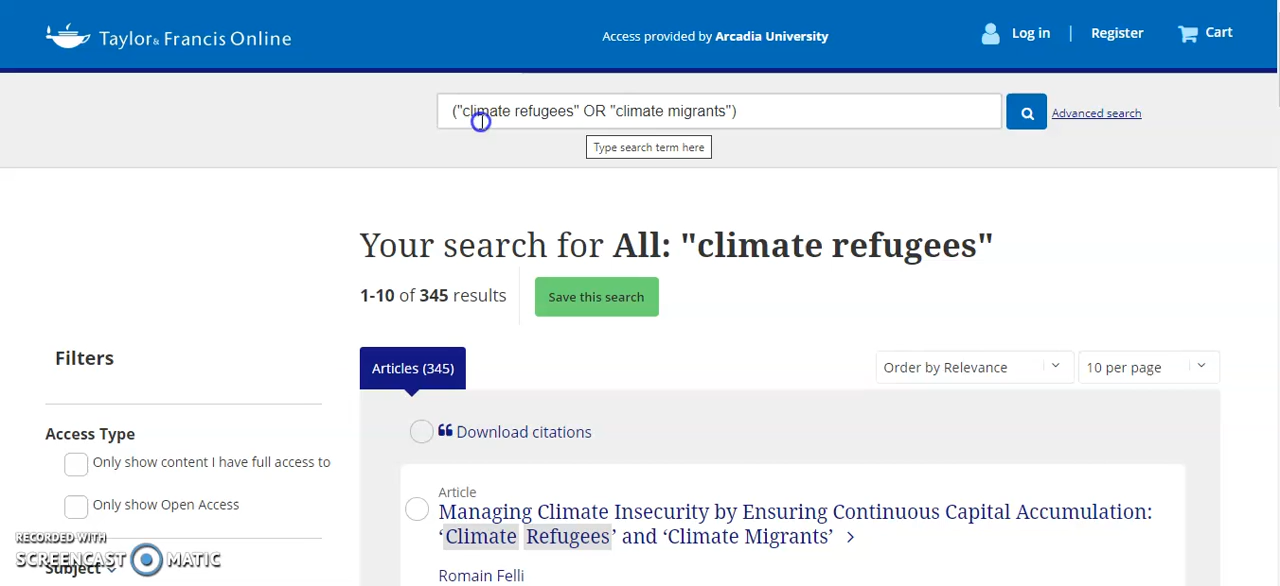 Taylor & Francis Online
Access provided by Arcadia University
Log in | Register
Cart
("climate refugees" OR "climate migrants")
Advanced search
Type search term here
Your search for All: "climate refugees"
1-10 of 345 results
Save this search
Filters
Articles (345)
Order by Relevance
10 per page
Access Type
Only show content I have full access to
Only show Open Access
Download citations
Article
Managing Climate Insecurity by Ensuring Continuous Capital Accumulation:
‘Climate Refugees’ and ‘Climate Migrants’
Romain Felli
RECORDED WITH
SCREENCAST MATIC
Subject